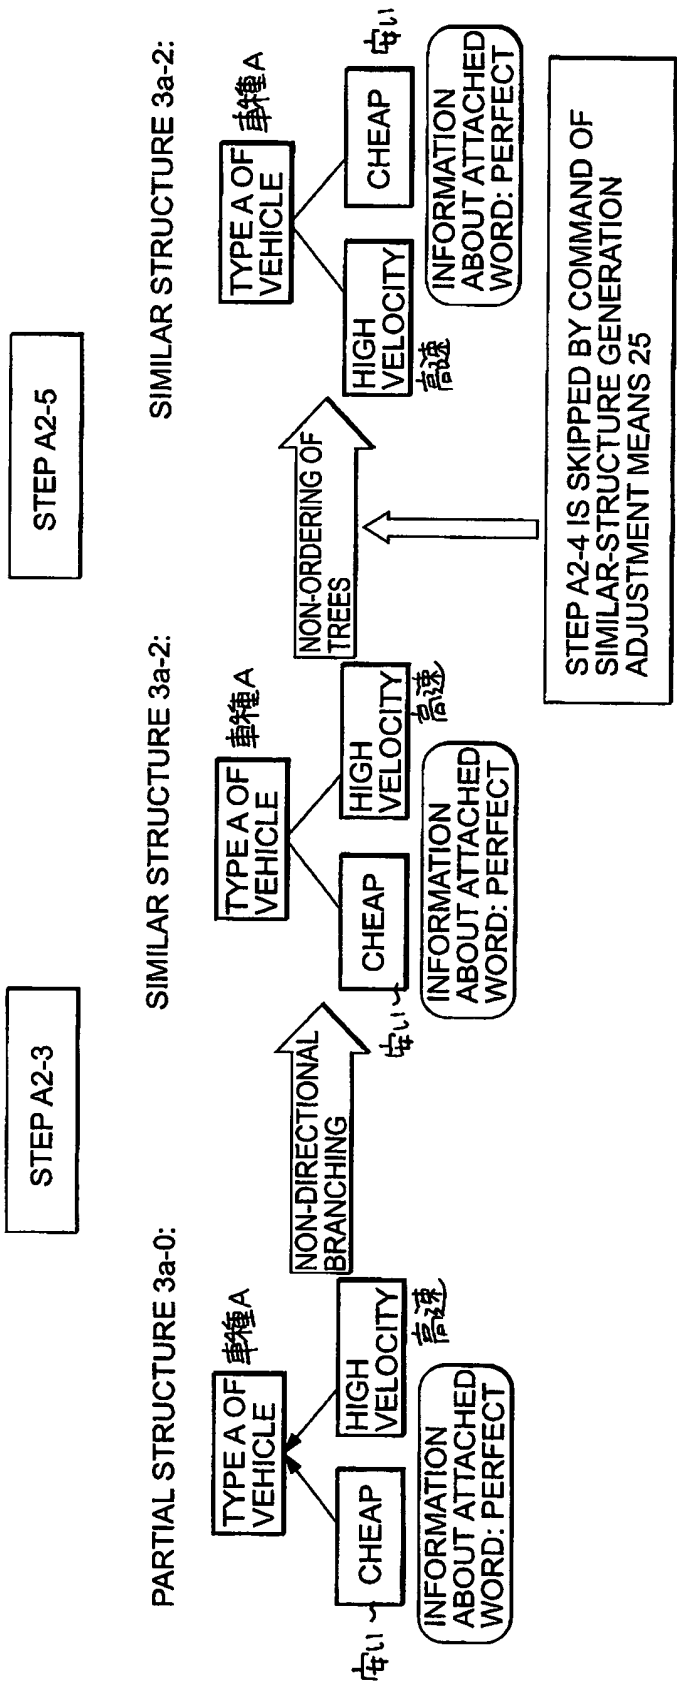 STEP A2-3
STEP A2-5
PARTIAL STRUCTURE 3a-0:
TYPE A OF
VEHICLE
車種A
安い
CHEAP
HIGH
VELOCITY
高速
INFORMATION
ABOUT ATTACHED
WORD: PERFECT
NON-DIRECTIONAL
BRANCHING
SIMILAR STRUCTURE 3a-2:
TYPE A OF
VEHICLE
車種A
安い
CHEAP
HIGH
VELOCITY
高速
INFORMATION
ABOUT ATTACHED
WORD: PERFECT
NON-ORDERING OF
TREES
SIMILAR STRUCTURE 3a-2:
TYPE A OF
VEHICLE
車種A
HIGH
VELOCITY
高速
CHEAP
安い
INFORMATION
ABOUT ATTACHED
WORD: PERFECT
STEP A2-4 IS SKIPPED BY COMMAND OF
SIMILAR-STRUCTURE GENERATION
ADJUSTMENT MEANS 25